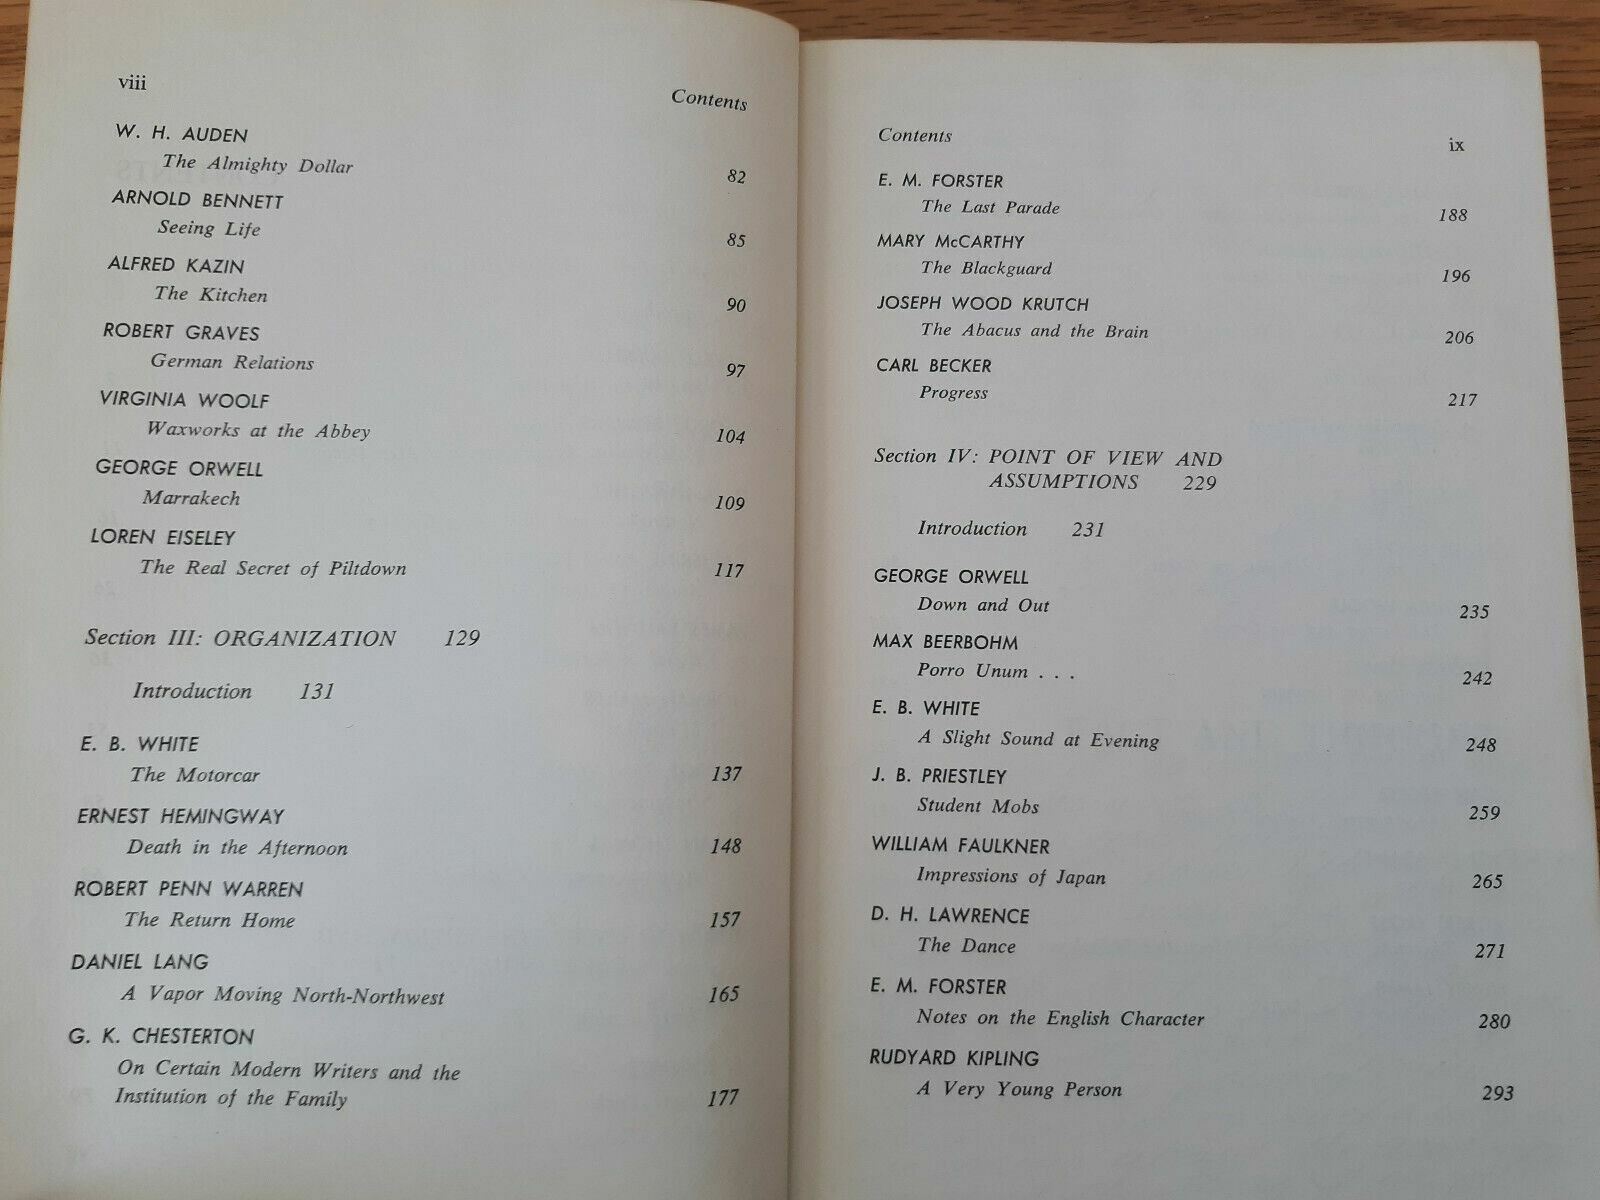 viii
Contents
W. H. AUDEN
The Almighty Dollar 82
ARNOLD BENNETT
Seeing Life 85
ALFRED KAZIN
The Kitchen 90
ROBERT GRAVES
German Relations 97
VIRGINIA WOOLF
Waxworks at the Abbey 104
GEORGE ORWELL
Marrakech 109
LOREN EISELEY
The Real Secret of Piltdown 117
Section III: ORGANIZATION 129
Introduction 131
E. B. WHITE
The Motorcar 137
ERNEST HEMINGWAY
Death in the Afternoon 148
ROBERT PENN WARREN
The Return Home 157
DANIEL LANG
A Vapor Moving North-Northwest 165
G. K. CHESTERTON
On Certain Modern Writers and the
Institution of the Family 177
Contents ix
E. M. FORSTER
The Last Parade 188
MARY McCARTHY
The Blackguard 196
JOSEPH WOOD KRUTCH
The Abacus and the Brain 206
CARL BECKER
Progress 217
Section IV: POINT OF VIEW AND
ASSUMPTIONS 229
Introduction 231
GEORGE ORWELL
Down and Out 235
MAX BEERBOHM
Porro Unum . . . 242
E. B. WHITE
A Slight Sound at Evening 248
J. B. PRIESTLEY
Student Mobs 259
WILLIAM FAULKNER
Impressions of Japan 265
D. H. LAWRENCE
The Dance 271
E. M. FORSTER
Notes on the English Character 280
RUDYARD KIPLING
A Very Young Person 293